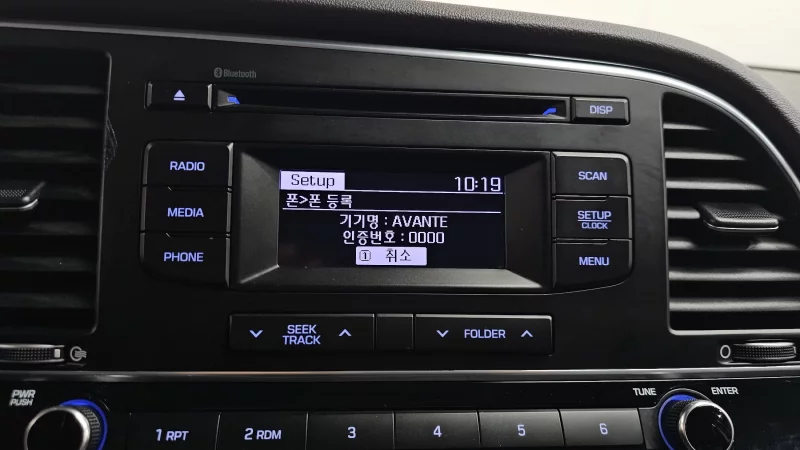 Bluetooth
DISP
RADIO
MEDIA
PHONE
Setup 10:19
폰>폰 등록
기기명 : AVANTE
인증번호 : 0000
1 취소
SCAN
SETUP
CLOCK
MENU
SEEK
TRACK
FOLDER
PWR
PUSH
TUNE
ENTER
1 RPT
2 RDM
3
4
5
6